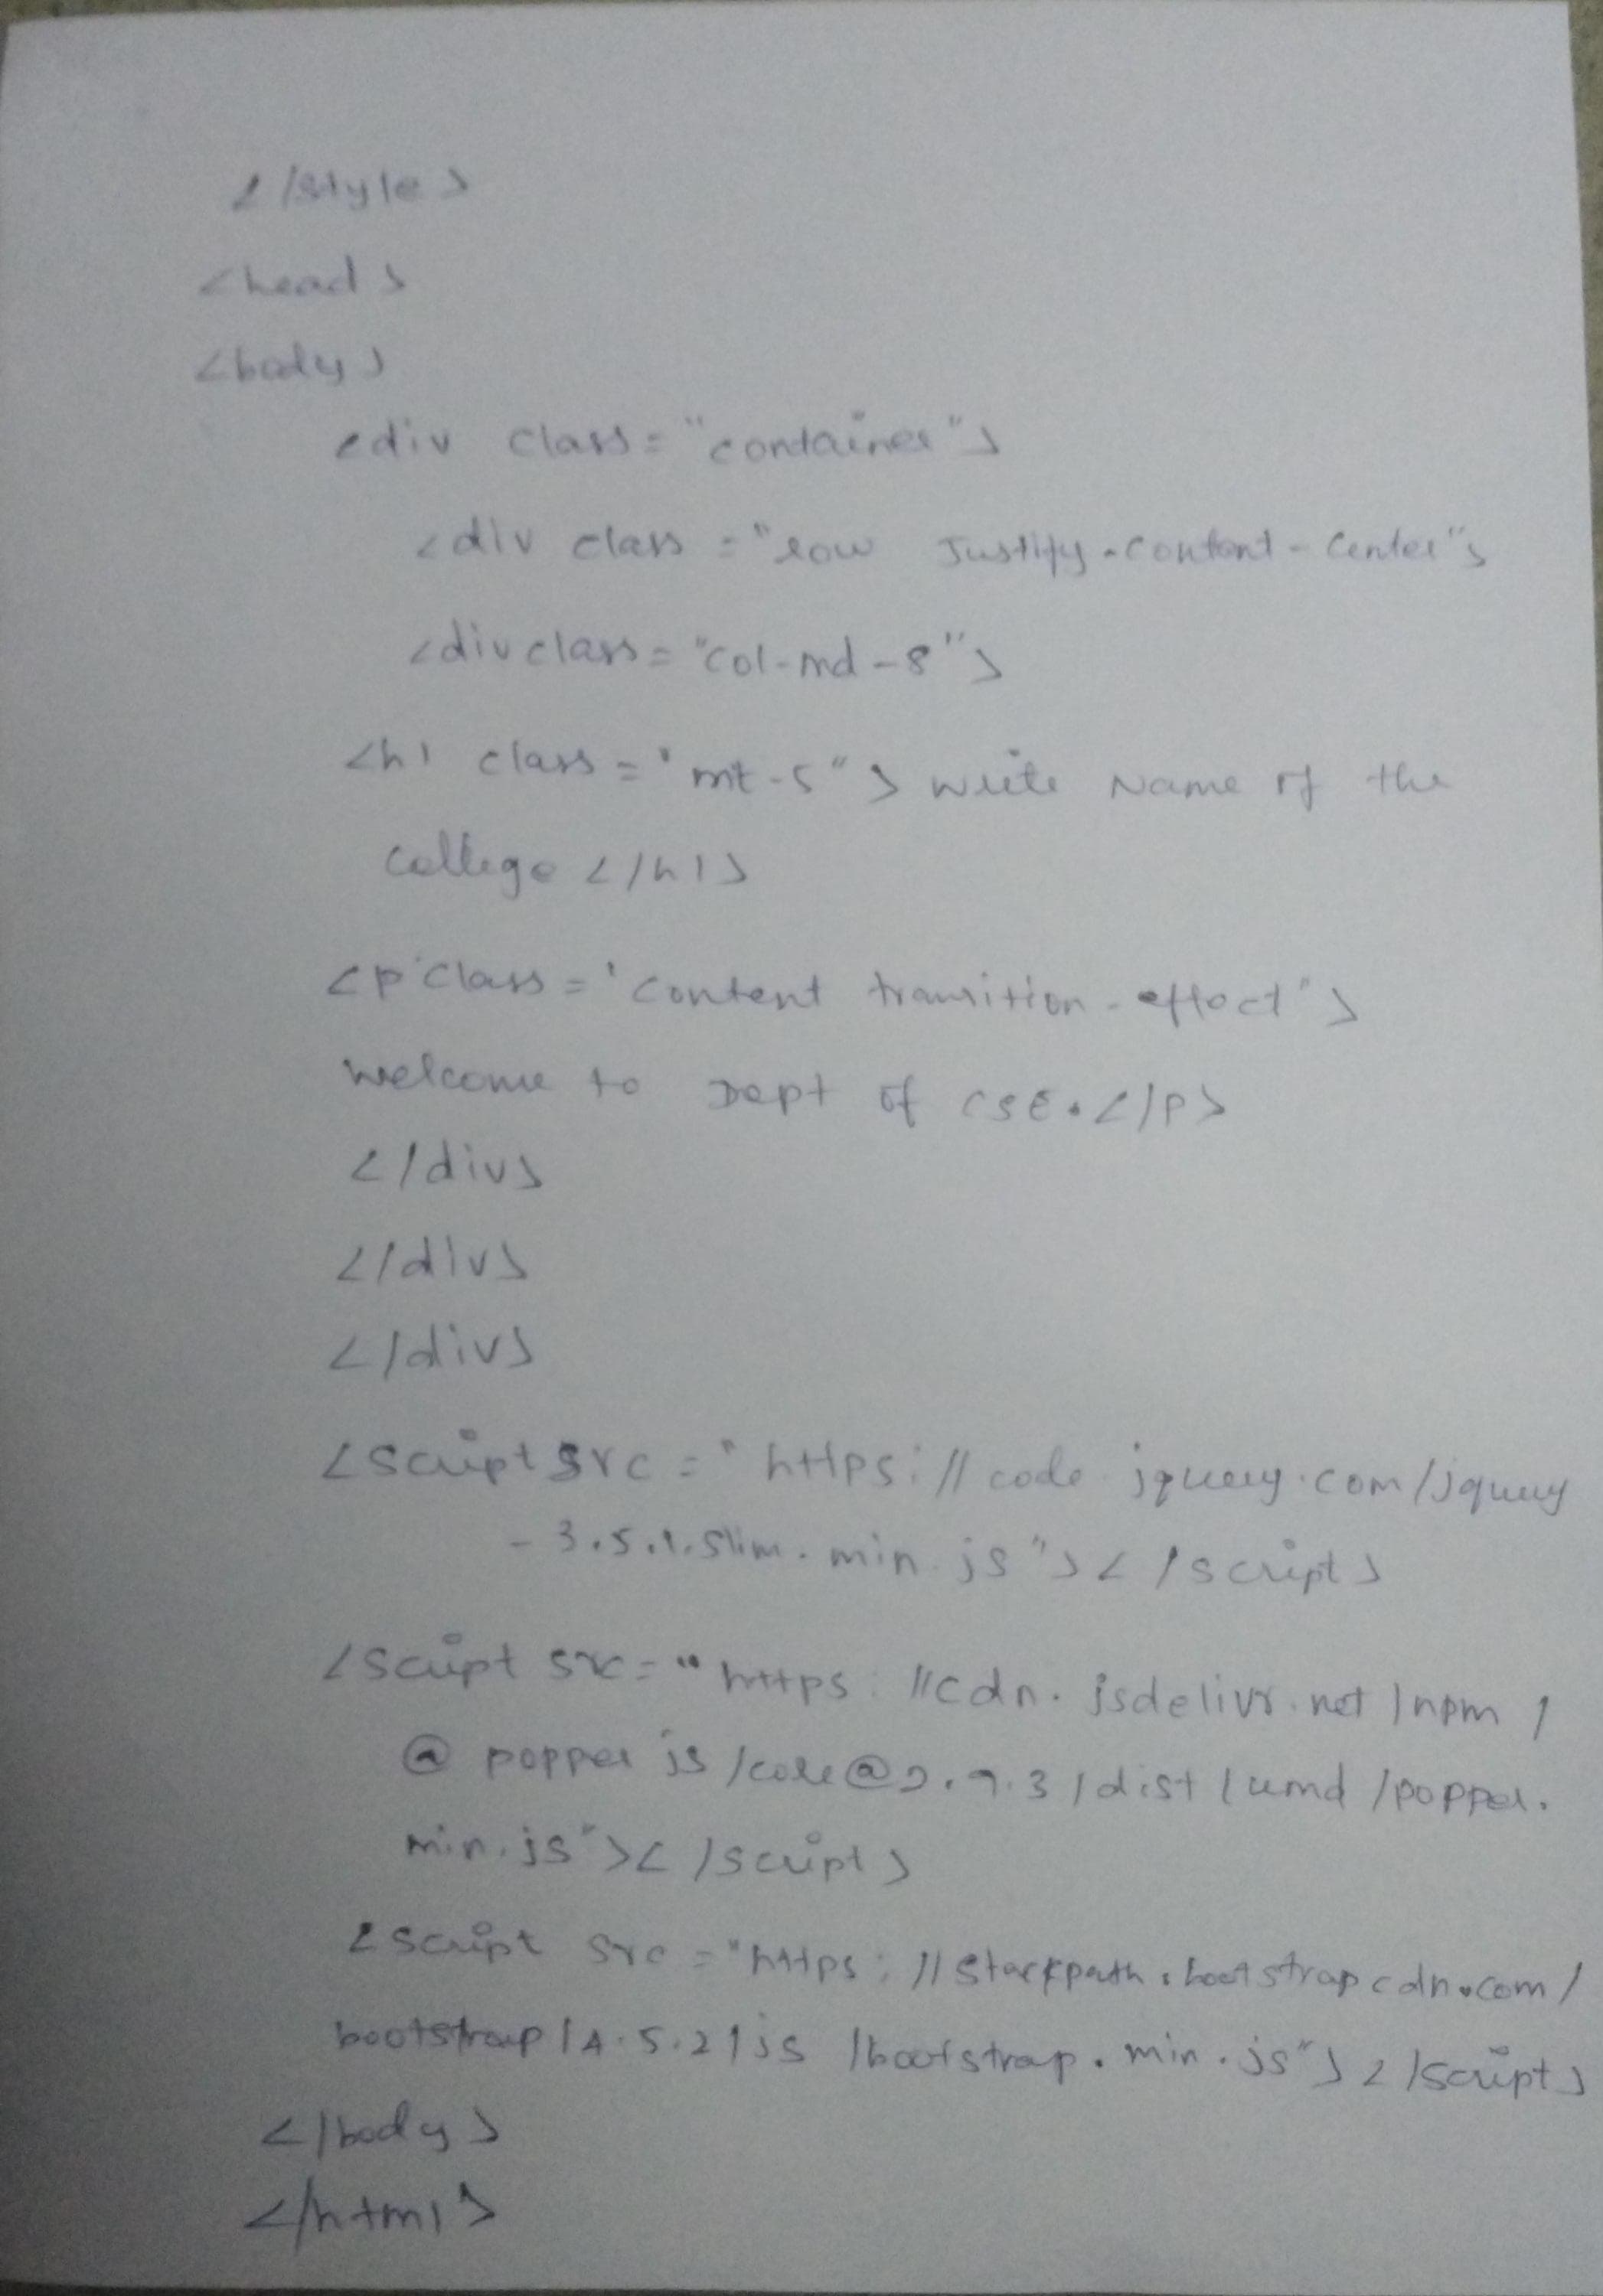 </style>
<head>
<body>
<div class="container">
<div class="row Justify-content-center">
<div class="col-md-8">
<h1 class='mt-5"> write Name of the
college </h1>
<p class='content transition-effect">
Welcome to Dept of CSE.</p>
</div>
</div>
</div>
<script src="https://code.jquery.com/jquery
-3.5.1.slim.min.js"></script>
<script src="https://cdn.jsdelivr.net/npm/
@popper js/core@2.9.3/dist/umd/popper.
min.js"></script>
<script src="https://stackpath.bootstrapcdn.com/
bootstrap/4.5.2/js/bootstrap.min.js"></script>
</body>
</html>